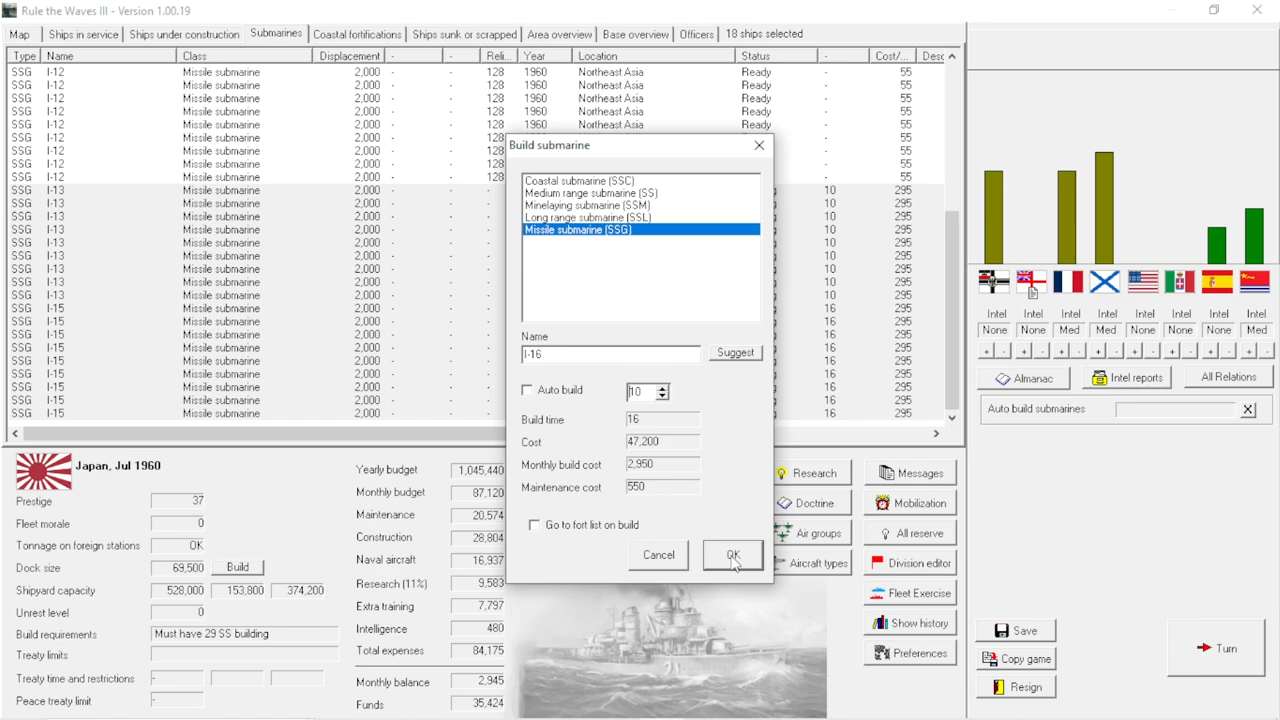 Rule the Waves III - Version 1.00.19
Map Ships in service Ships under construction Submarines Coastal fortifications Ships sunk or scrapped Area overview Base overview Officers 18 ships selected
Type Name Class Displacement - - Reli... Year Location Status - Cost/... Desc
SSG I-12 Missile submarine 2,000 - - 128 1960 Northeast Asia Ready - 55
SSG I-12 Missile submarine 2,000 - - 128 1960 Northeast Asia Ready - 55
SSG I-12 Missile submarine 2,000 - - 128 1960 Northeast Asia Ready - 55
SSG I-12 Missile submarine 2,000 - - 128 1960 Northeast Asia Ready - 55
SSG I-12 Missile submarine 2,000 - - 128 1960 Northeast Asia Ready - 55
SSG I-12 Missile submarine 2,000 - - 128 - 55
SSG I-12 Missile submarine 2,000 - - 128 - 55
SSG I-12 Missile submarine 2,000 - - 128 - 55
SSG I-12 Missile submarine 2,000 - - 128 - 55
SSG I-13 Missile submarine 2,000 - - - 10 295
SSG I-13 Missile submarine 2,000 - - - 10 295
SSG I-13 Missile submarine 2,000 - - - 10 295
SSG I-13 Missile submarine 2,000 - - - 10 295
SSG I-13 Missile submarine 2,000 - - - 10 295
SSG I-13 Missile submarine 2,000 - - - 10 295
SSG I-13 Missile submarine 2,000 - - - 10 295
SSG I-13 Missile submarine 2,000 - - - 10 295
SSG I-13 Missile submarine 2,000 - - - 10 295
SSG I-15 Missile submarine 2,000 - - - 16 295
SSG I-15 Missile submarine 2,000 - - - 16 295
SSG I-15 Missile submarine 2,000 - - - 16 295
SSG I-15 Missile submarine 2,000 - - - 16 295
SSG I-15 Missile submarine 2,000 - - - 16 295
SSG I-15 Missile submarine 2,000 - - - 16 295
SSG I-15 Missile submarine 2,000 - - - 16 295
SSG I-15 Missile submarine 2,000 - - - 16 295
SSG I-15 Missile submarine 2,000 - - - 16 295
Build submarine
Coastal submarine (SSC)
Medium range submarine (SS)
Minelaying submarine (SSM)
Long range submarine (SSL)
Missile submarine (SSG)
Name
I-16 Suggest
Auto build 10
Build time 16
Cost 47,200
Monthly build cost 2,950
Maintenance cost 550
Go to fort list on build
Cancel OK
Intel Intel Intel Intel Intel Intel Intel Intel
None None Med Med None None None Med
+ - + - + - + - + - + - + - + -
Almanac Intel reports All Relations
Auto build submarines X
Japan, Jul 1960
Prestige 37
Fleet morale 0
Tonnage on foreign stations OK
Dock size 69,500 Build
Shipyard capacity 528,000 153,800 374,200
Unrest level 0
Build requirements Must have 29 SS building
Treaty limits
Treaty time and restrictions -
Peace treaty limit -
Yearly budget 1,045,440
Monthly budget 87,120
Maintenance 20,574
Construction 28,804
Naval aircraft 16,937
Research (11%) 9,583
Extra training 7,797
Intelligence 480
Total expenses 84,175
Monthly balance 2,945
Funds 35,424
Research Messages
Doctrine Mobilization
Air groups All reserve
Aircraft types Division editor
Fleet Exercise
Show history
Preferences
21
Save
Copy game
Resign
Turn